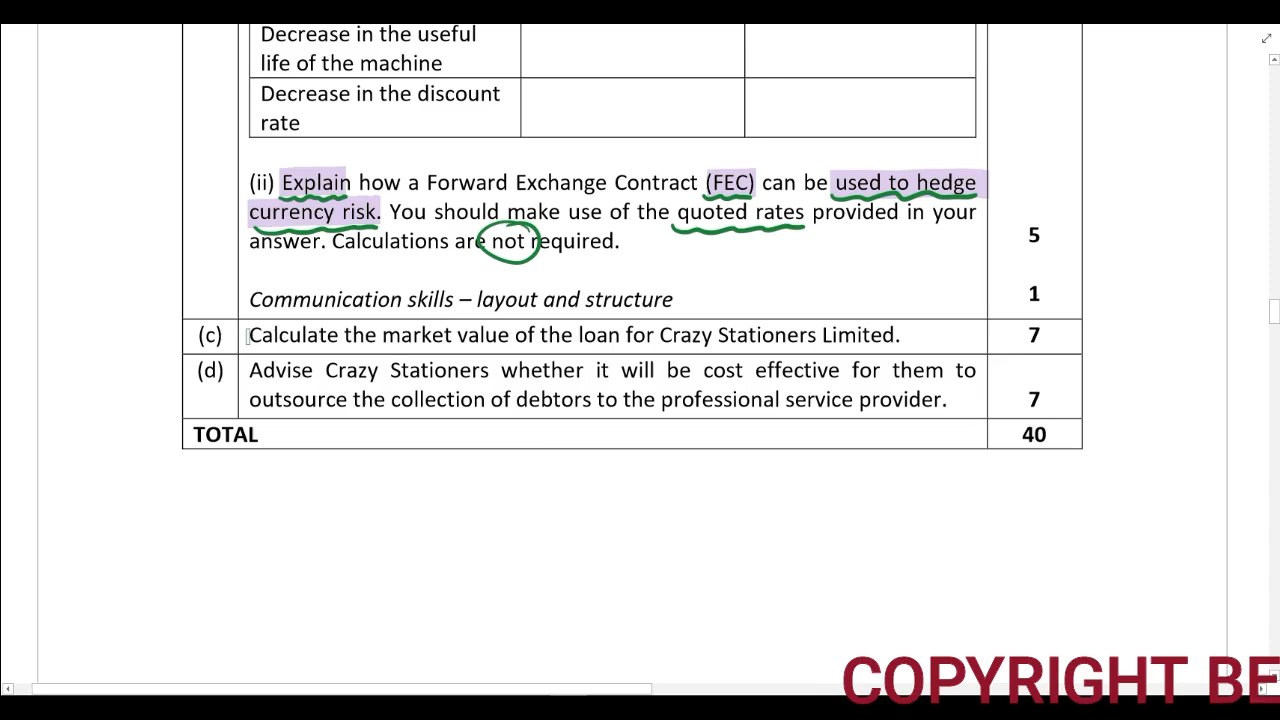 Decrease in the useful
life of the machine
Decrease in the discount
rate
(ii) Explain how a Forward Exchange Contract (FEC) can be used to hedge
currency risk. You should make use of the quoted rates provided in your
answer. Calculations are not required.
5
Communication skills – layout and structure
1
(c) Calculate the market value of the loan for Crazy Stationers Limited. 7
(d) Advise Crazy Stationers whether it will be cost effective for them to
outsource the collection of debtors to the professional service provider. 7
TOTAL 40
COPYRIGHT BE